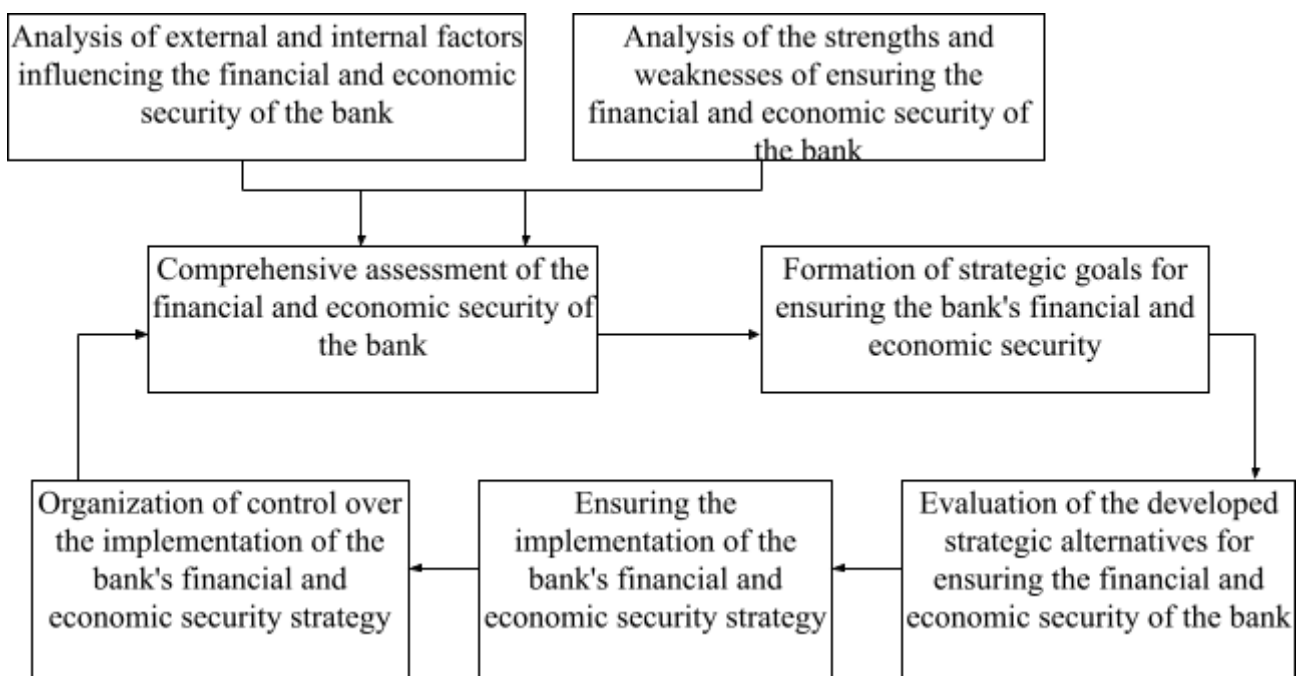 Analysis of external and internal factors
influencing the financial and economic
security of the bank
Analysis of the strengths and
weaknesses of ensuring the
financial and economic security of
the bank
Comprehensive assessment of the
financial and economic security of
the bank
Formation of strategic goals for
ensuring the bank's financial and
economic security
Organization of control over
the implementation of the
bank's financial and
economic security strategy
Ensuring the
implementation of the
bank's financial and
economic security strategy
Evaluation of the developed
strategic alternatives for
ensuring the financial and
economic security of the bank